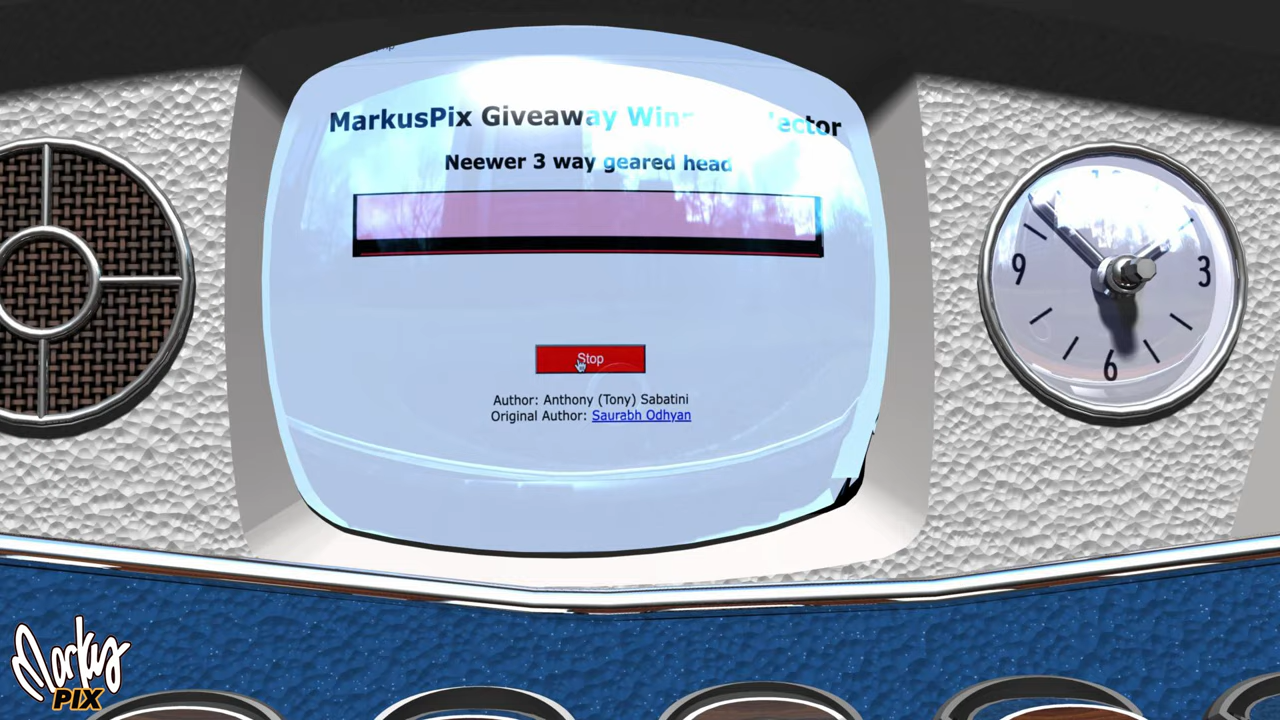 MarkusPix Giveaway
Neewer 3 way geared head
Stop
Author: Anthony (Tony) Sabatini
Original Author: Saurabh Odhyan
9
3
6
Markus
PIX